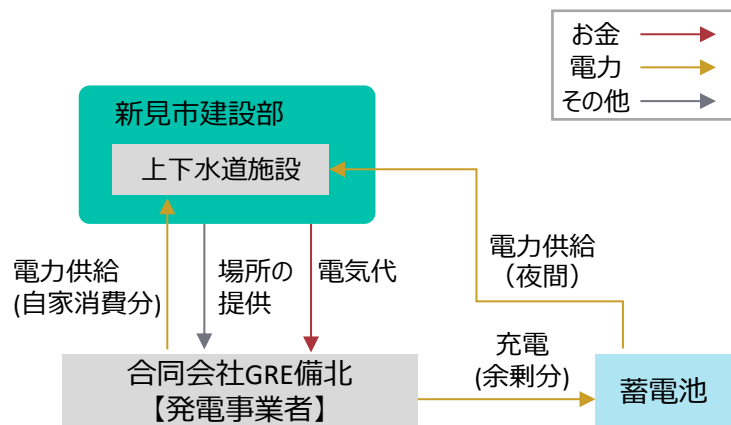 お金
電力
その他
新見市建設部
上下水道施設
電力供給
(自家消費分)
場所の
提供
電気代
電力供給
（夜間）
合同会社GRE備北
【発電事業者】
充電
(余剰分)
蓄電池